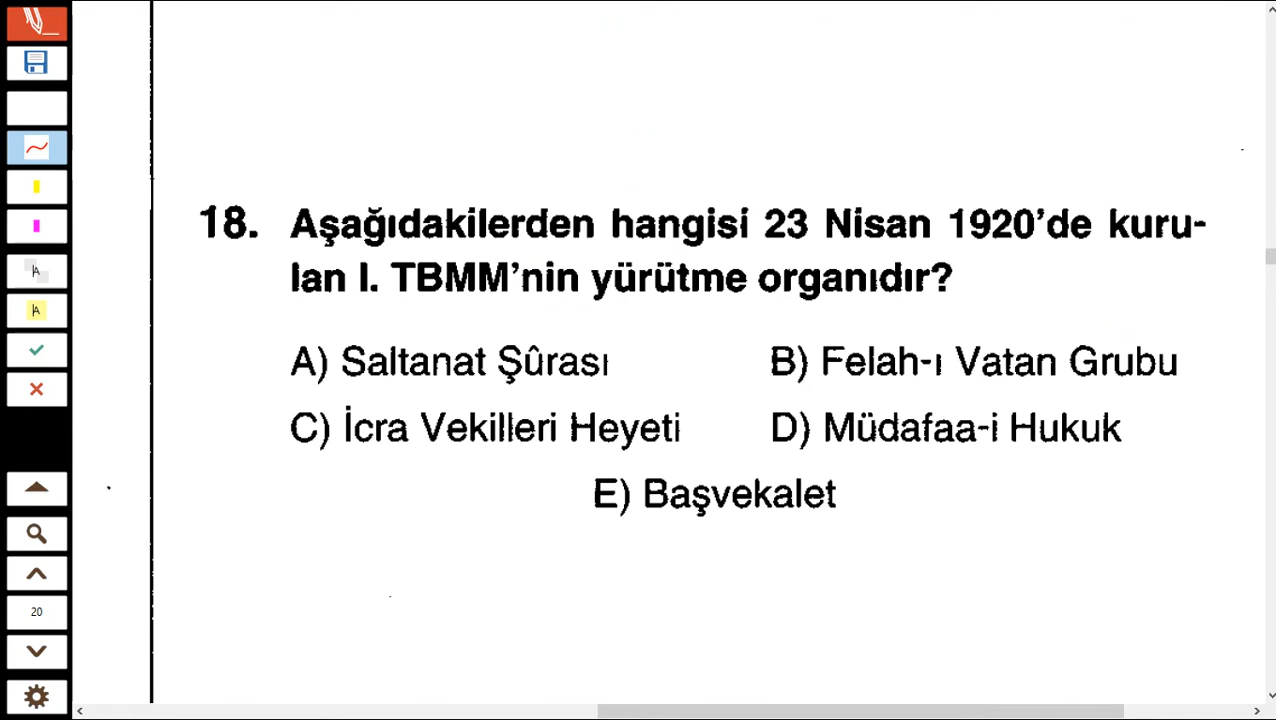 18. Aşağıdakilerden hangisi 23 Nisan 1920’de kuru-
lan I. TBMM’nin yürütme organıdır?
A) Saltanat Şûrası B) Felah-ı Vatan Grubu
C) İcra Vekilleri Heyeti D) Müdafaa-i Hukuk
E) Başvekalet
A
A
20